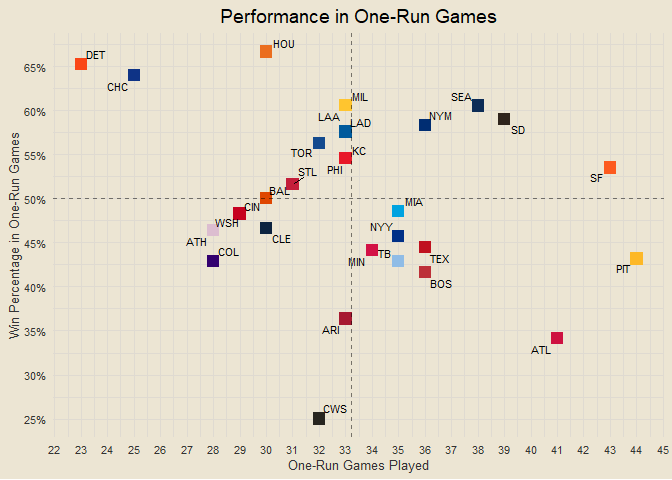 Performance in One-Run Games
HOU
DET
65%
CHC
MIL
SEA
60%
LAA
NYM
LAD
SD
TOR
55%
KC
PHI
STL
SF
50%
BAL
MIA
CIN
WSH
NYY
45%
ATH
CLE
COL
TB
MIN
TEX
PIT
BOS
40%
35%
ARI
ATL
30%
CWS
25%
22 23 24 25 26 27 28 29 30 31 32 33 34 35 36 37 38 39 40 41 42 43 44 45
One-Run Games Played
Win Percentage in One-Run Games